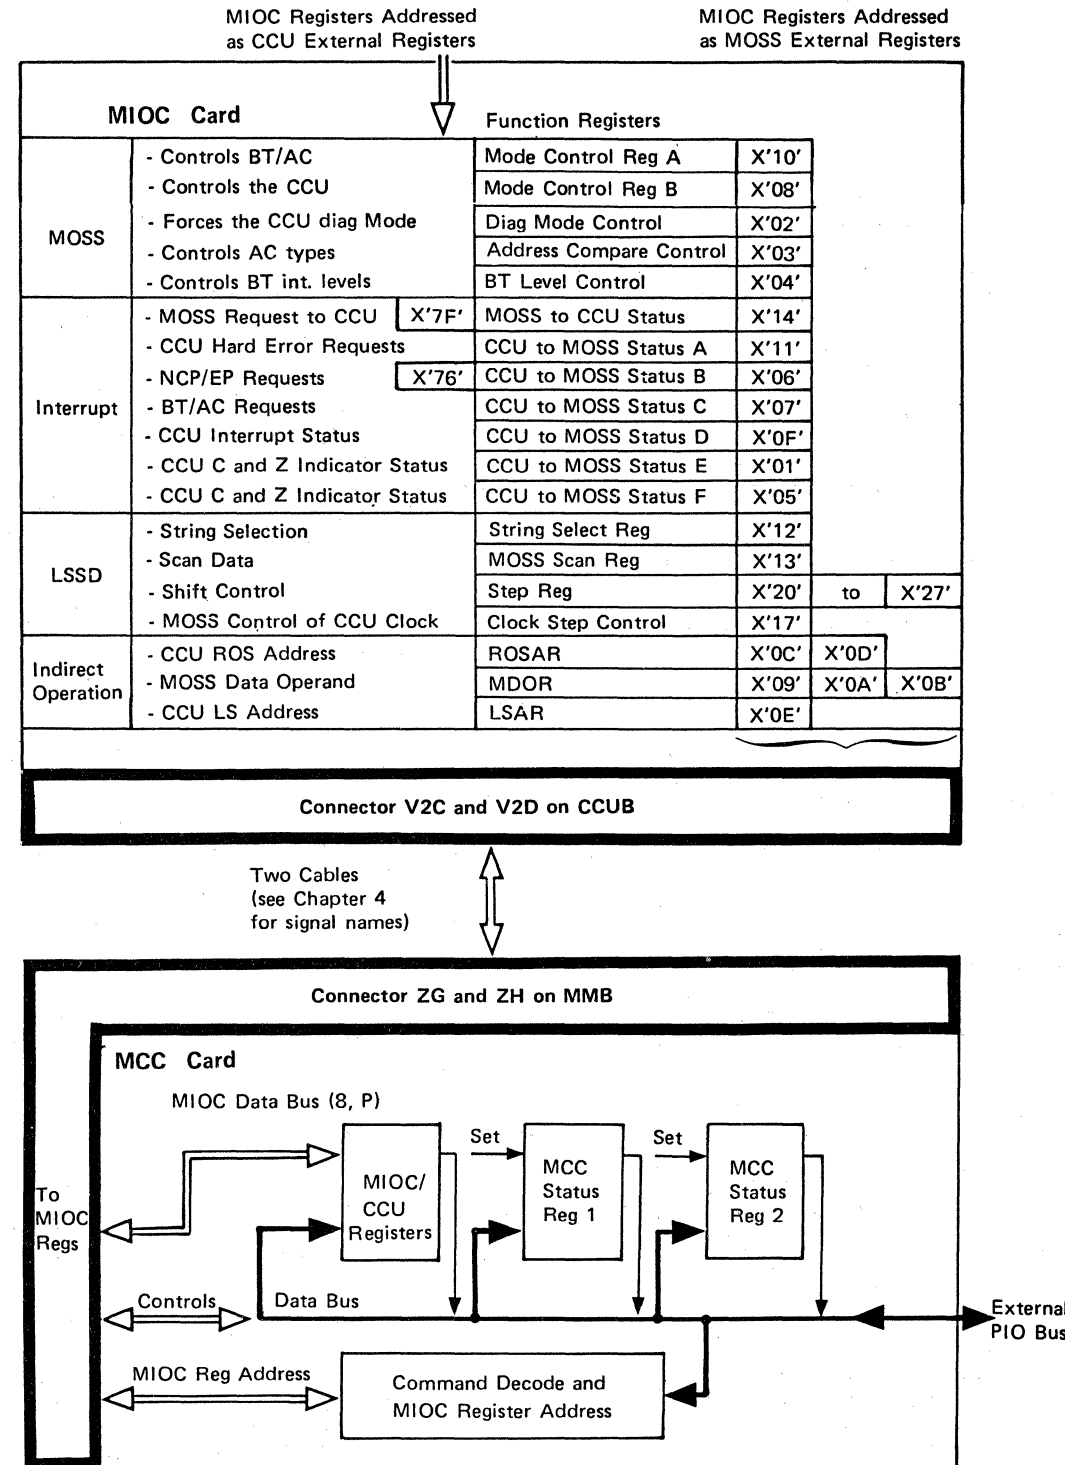 MIOC Registers Addressed
as CCU External Registers
MIOC Registers Addressed
as MOSS External Registers
MIOC Card
Function Registers
MOSS
- Controls BT/AC Mode Control Reg A X'10'
- Controls the CCU Mode Control Reg B X'08'
- Forces the CCU diag Mode Diag Mode Control X'02'
- Controls AC types Address Compare Control X'03'
- Controls BT int. levels BT Level Control X'04'
Interrupt
- MOSS Request to CCU X'7F' MOSS to CCU Status X'14'
- CCU Hard Error Requests CCU to MOSS Status A X'11'
- NCP/EP Requests X'76' CCU to MOSS Status B X'06'
- BT/AC Requests CCU to MOSS Status C X'07'
- CCU Interrupt Status CCU to MOSS Status D X'0F'
- CCU C and Z Indicator Status CCU to MOSS Status E X'01'
- CCU C and Z Indicator Status CCU to MOSS Status F X'05'
LSSD
- String Selection String Select Reg X'12'
- Scan Data MOSS Scan Reg X'13'
- Shift Control Step Reg X'20' to X'27'
- MOSS Control of CCU Clock Clock Step Control X'17'
Indirect
Operation
- CCU ROS Address ROSAR X'0C' X'0D'
- MOSS Data Operand MDOR X'09' X'0A' X'0B'
- CCU LS Address LSAR X'0E'
Connector V2C and V2D on CCUB
Two Cables
(see Chapter 4
for signal names)
Connector ZG and ZH on MMB
MCC Card
MIOC Data Bus (8, P)
To
MIOC
Regs
MIOC/
CCU
Registers
Set
MCC
Status
Reg 1
Set
MCC
Status
Reg 2
Controls
Data Bus
External
PIO Bus
MIOC Reg Address
Command Decode and
MIOC Register Address